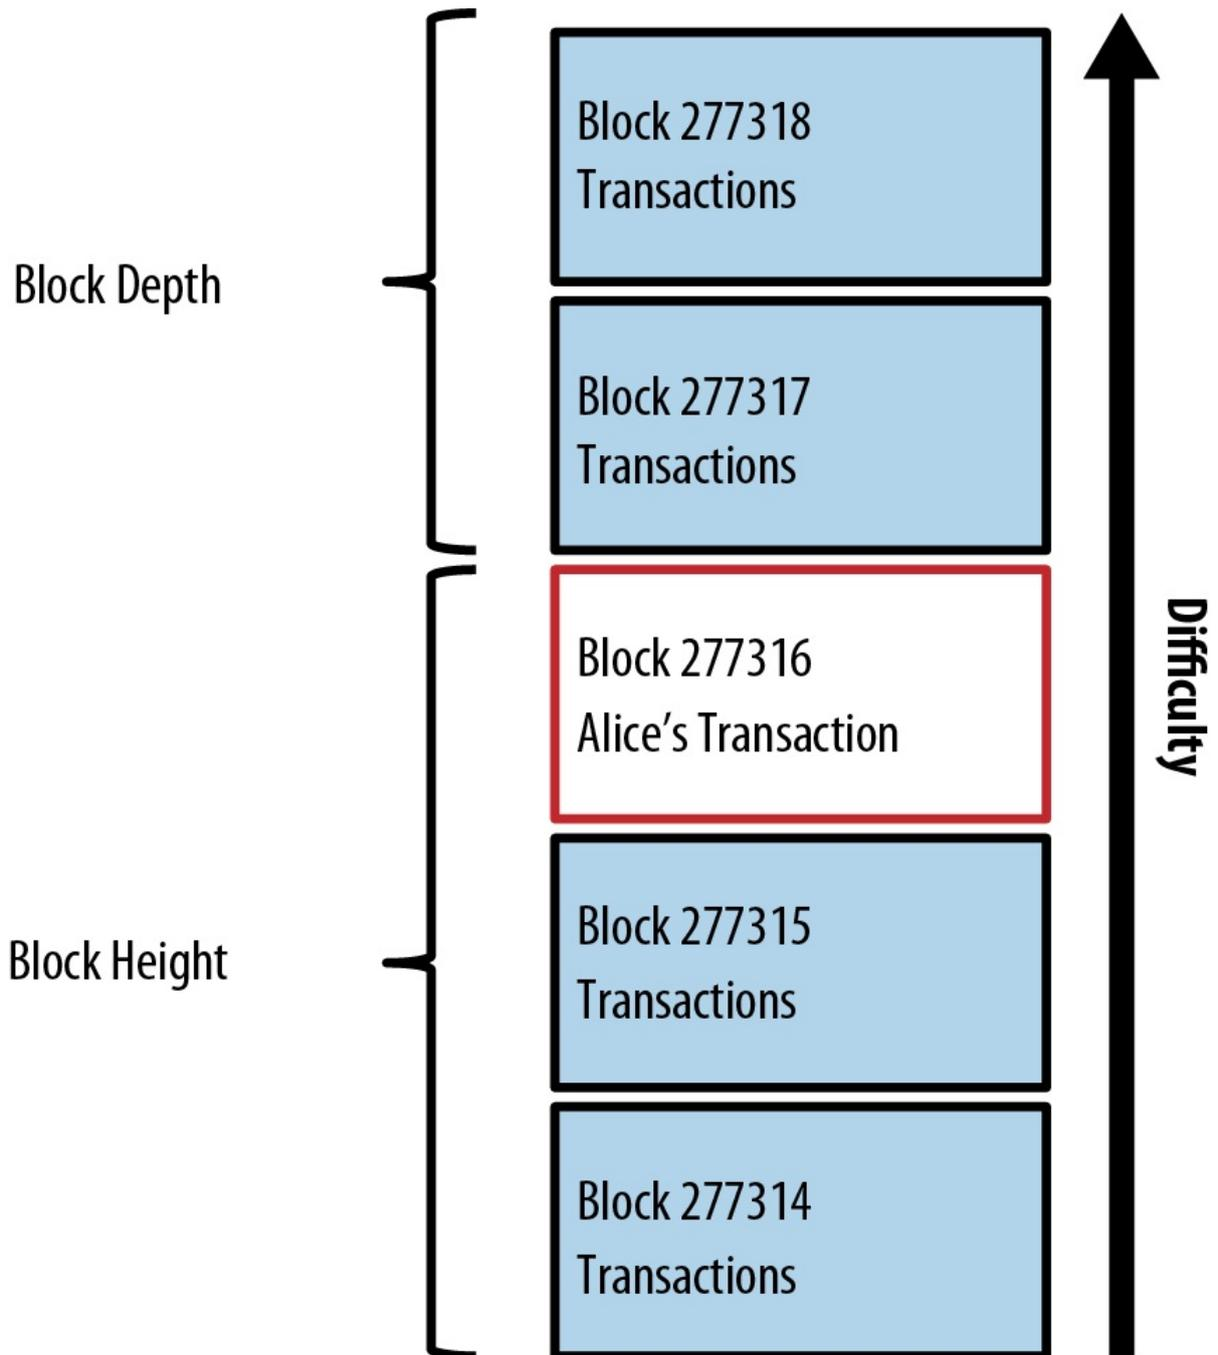 Block 277318
Transactions
Block Depth
Block 277317
Transactions
Block 277316
Alice’s Transaction
Difficulty
Block 277315
Block Height
Transactions
Block 277314
Transactions